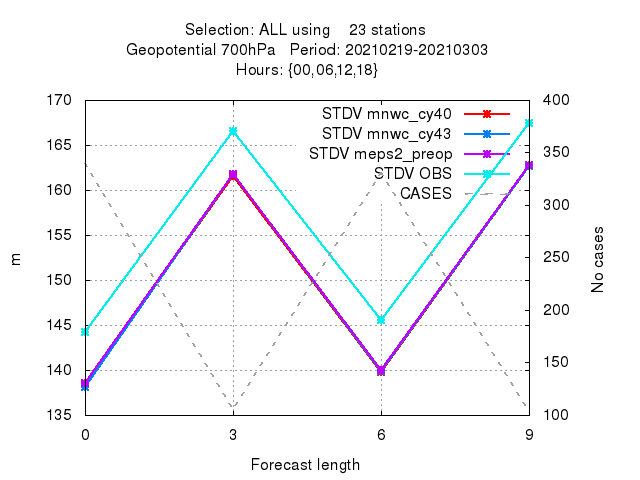 Selection: ALL using    23 stations
Geopotential 700hPa   Period: 20210219-20210303
Hours: {00,06,12,18}
170
165
160
155
150
145
140
135
400
350
300
250
200
150
100
STDV mnwc_cy40
STDV mnwc_cy43
STDV meps2_preop
STDV OBS
CASES
m
No cases
0 3 6 9
Forecast length